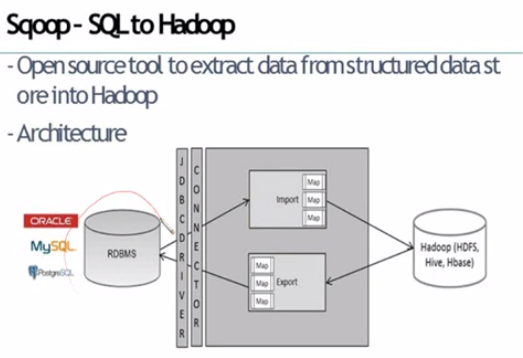 Sqoop - SQL to Hadoop
- Open source tool to extract data from structured data st
ore into Hadoop
- Architecture
ORACLE
MySQL
PostgreSQL
RDBMS
JDBC DRIVER
CONNECTOR
Import
Map
Map
Map
Map
Map
Map
Export
Hadoop (HDFS,
Hive, Hbase)